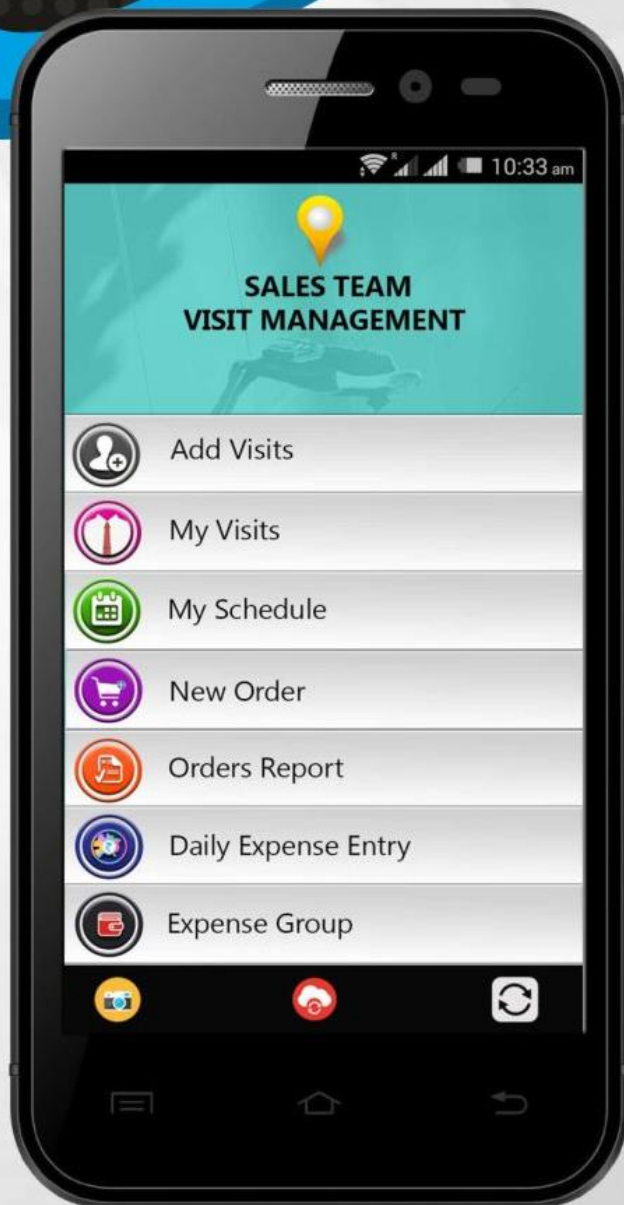 R
10:33 am
SALES TEAM
VISIT MANAGEMENT
Add Visits
My Visits
My Schedule
New Order
Orders Report
Daily Expense Entry
Expense Group